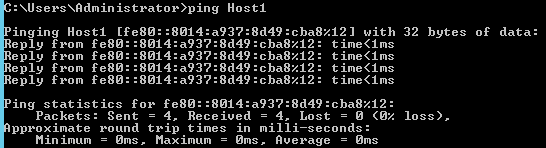 C:\Users\Administrator>ping Host1
Pinging Host1 [fe80::8014:a937:8d49:cba8%12] with 32 bytes of data:
Reply from fe80::8014:a937:8d49:cba8%12: time<1ms
Reply from fe80::8014:a937:8d49:cba8%12: time<1ms
Reply from fe80::8014:a937:8d49:cba8%12: time<1ms
Reply from fe80::8014:a937:8d49:cba8%12: time<1ms
Ping statistics for fe80::8014:a937:8d49:cba8%12:
Packets: Sent = 4, Received = 4, Lost = 0 (0% loss),
Approximate round trip times in milli-seconds:
Minimum = 0ms, Maximum = 0ms, Average = 0ms